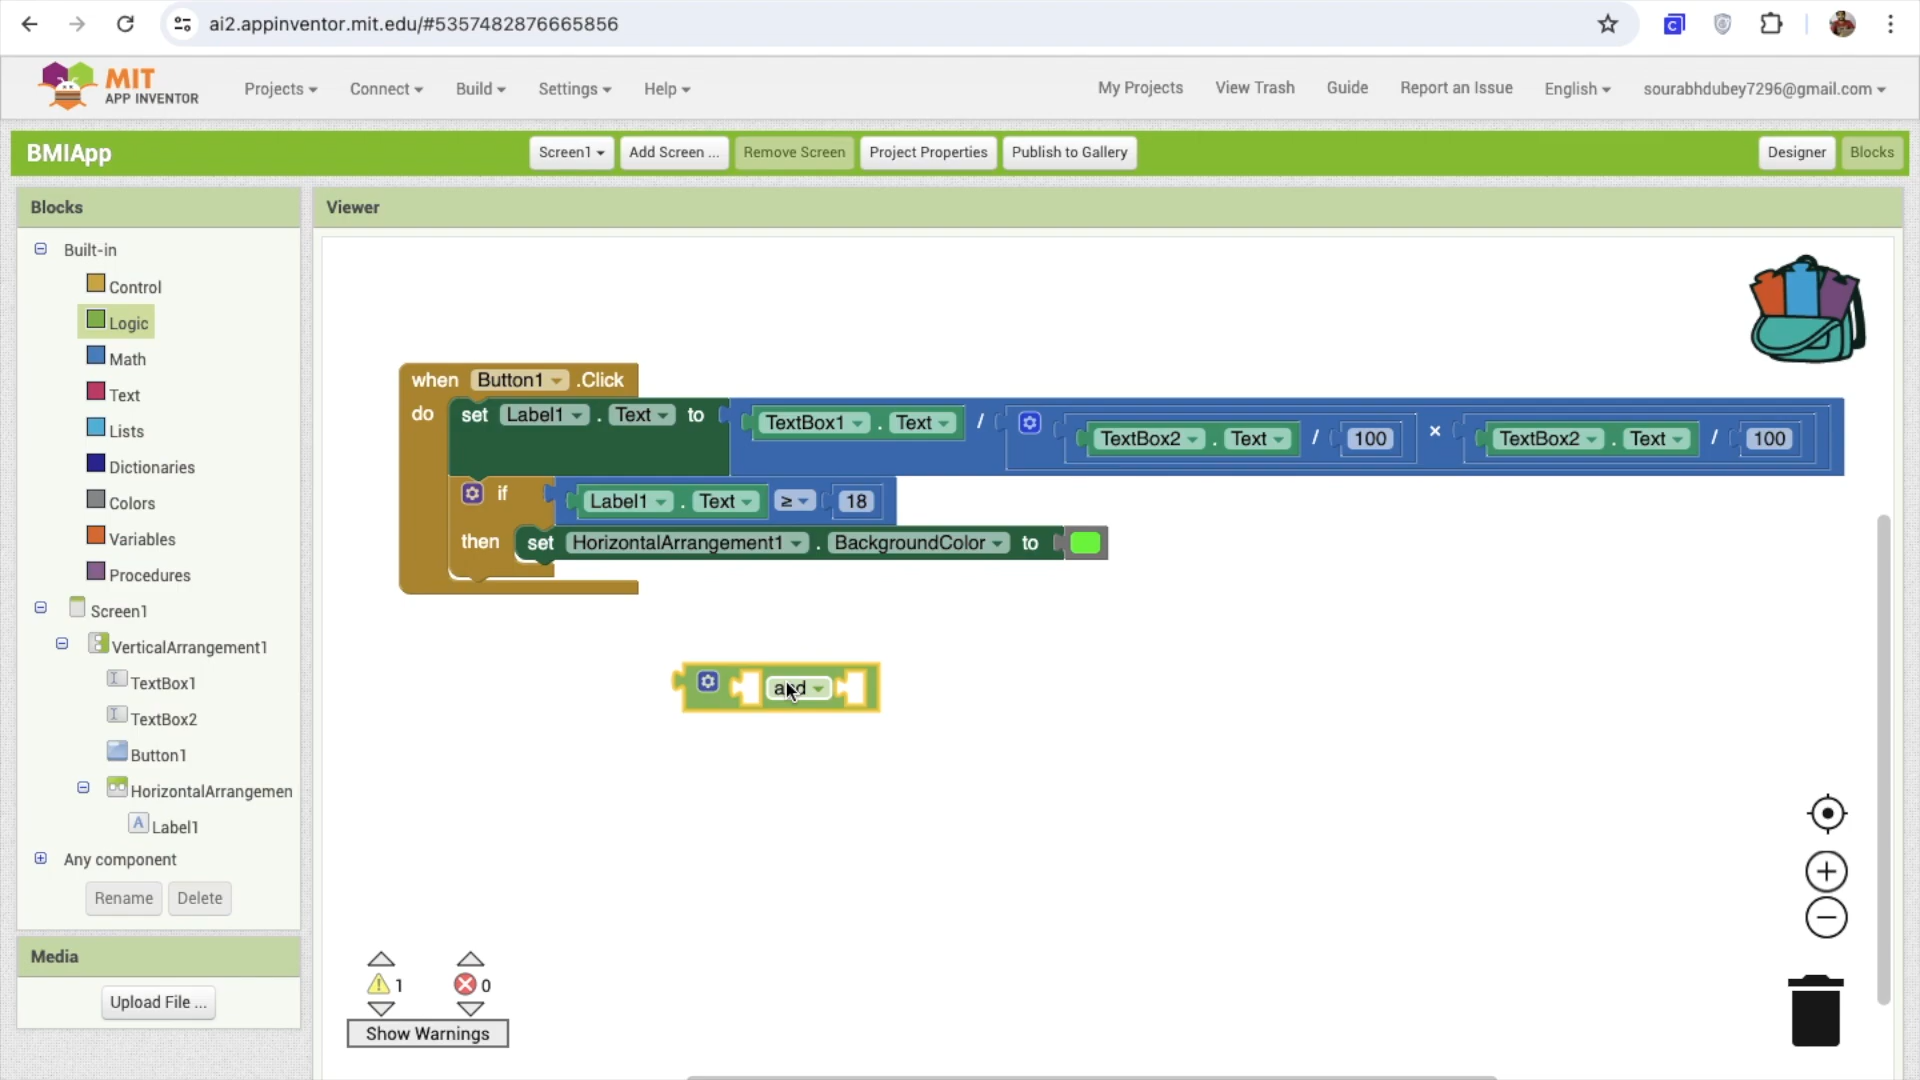 ai2.appinventor.mit.edu/#5357482876665856
MIT
APP INVENTOR
Projects
Connect
Build
Settings
Help
My Projects
View Trash
Guide
Report an Issue
English
sourabhdubey7296@gmail.com
BMIApp
Screen1
Add Screen ...
Remove Screen
Project Properties
Publish to Gallery
Designer
Blocks
Blocks
Viewer
Built-in
Control
Logic
Math
Text
Lists
Dictionaries
Colors
Variables
Procedures
Screen1
VerticalArrangement1
TextBox1
TextBox2
Button1
HorizontalArrangemen
Label1
Any component
Rename
Delete
Media
Upload File ...
when Button1 .Click
do set Label1 . Text to TextBox1 . Text / TextBox2 . Text / 100 × TextBox2 . Text / 100
if Label1 . Text ≥ 18
then set HorizontalArrangement1 . BackgroundColor to
and
1
0
Show Warnings